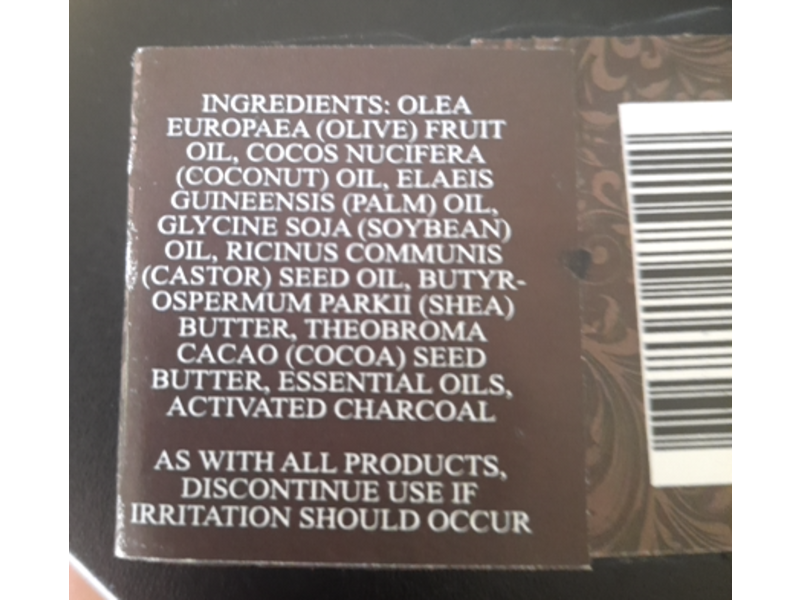 INGREDIENTS: OLEA
EUROPAEA (OLIVE) FRUIT
OIL, COCOS NUCIFERA
(COCONUT) OIL, ELAEIS
GUINEENSIS (PALM) OIL,
GLYCINE SOJA (SOYBEAN)
OIL, RICINUS COMMUNIS
(CASTOR) SEED OIL, BUTYR-
OSPERMUM PARKII (SHEA)
BUTTER, THEOBROMA
CACAO (COCOA) SEED
BUTTER, ESSENTIAL OILS,
ACTIVATED CHARCOAL
AS WITH ALL PRODUCTS,
DISCONTINUE USE IF
IRRITATION SHOULD OCCUR